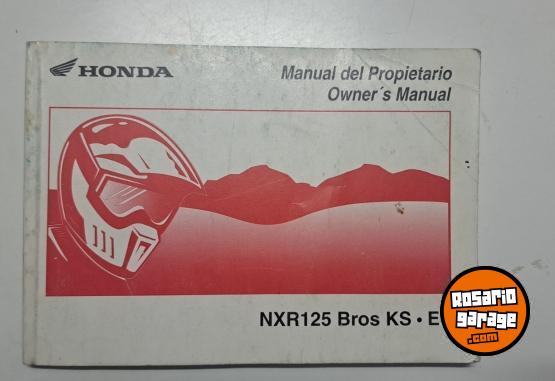 HONDA
Manual del Propietario
Owner´s Manual
NXR125 Bros KS • E
Rosario
garage
.com